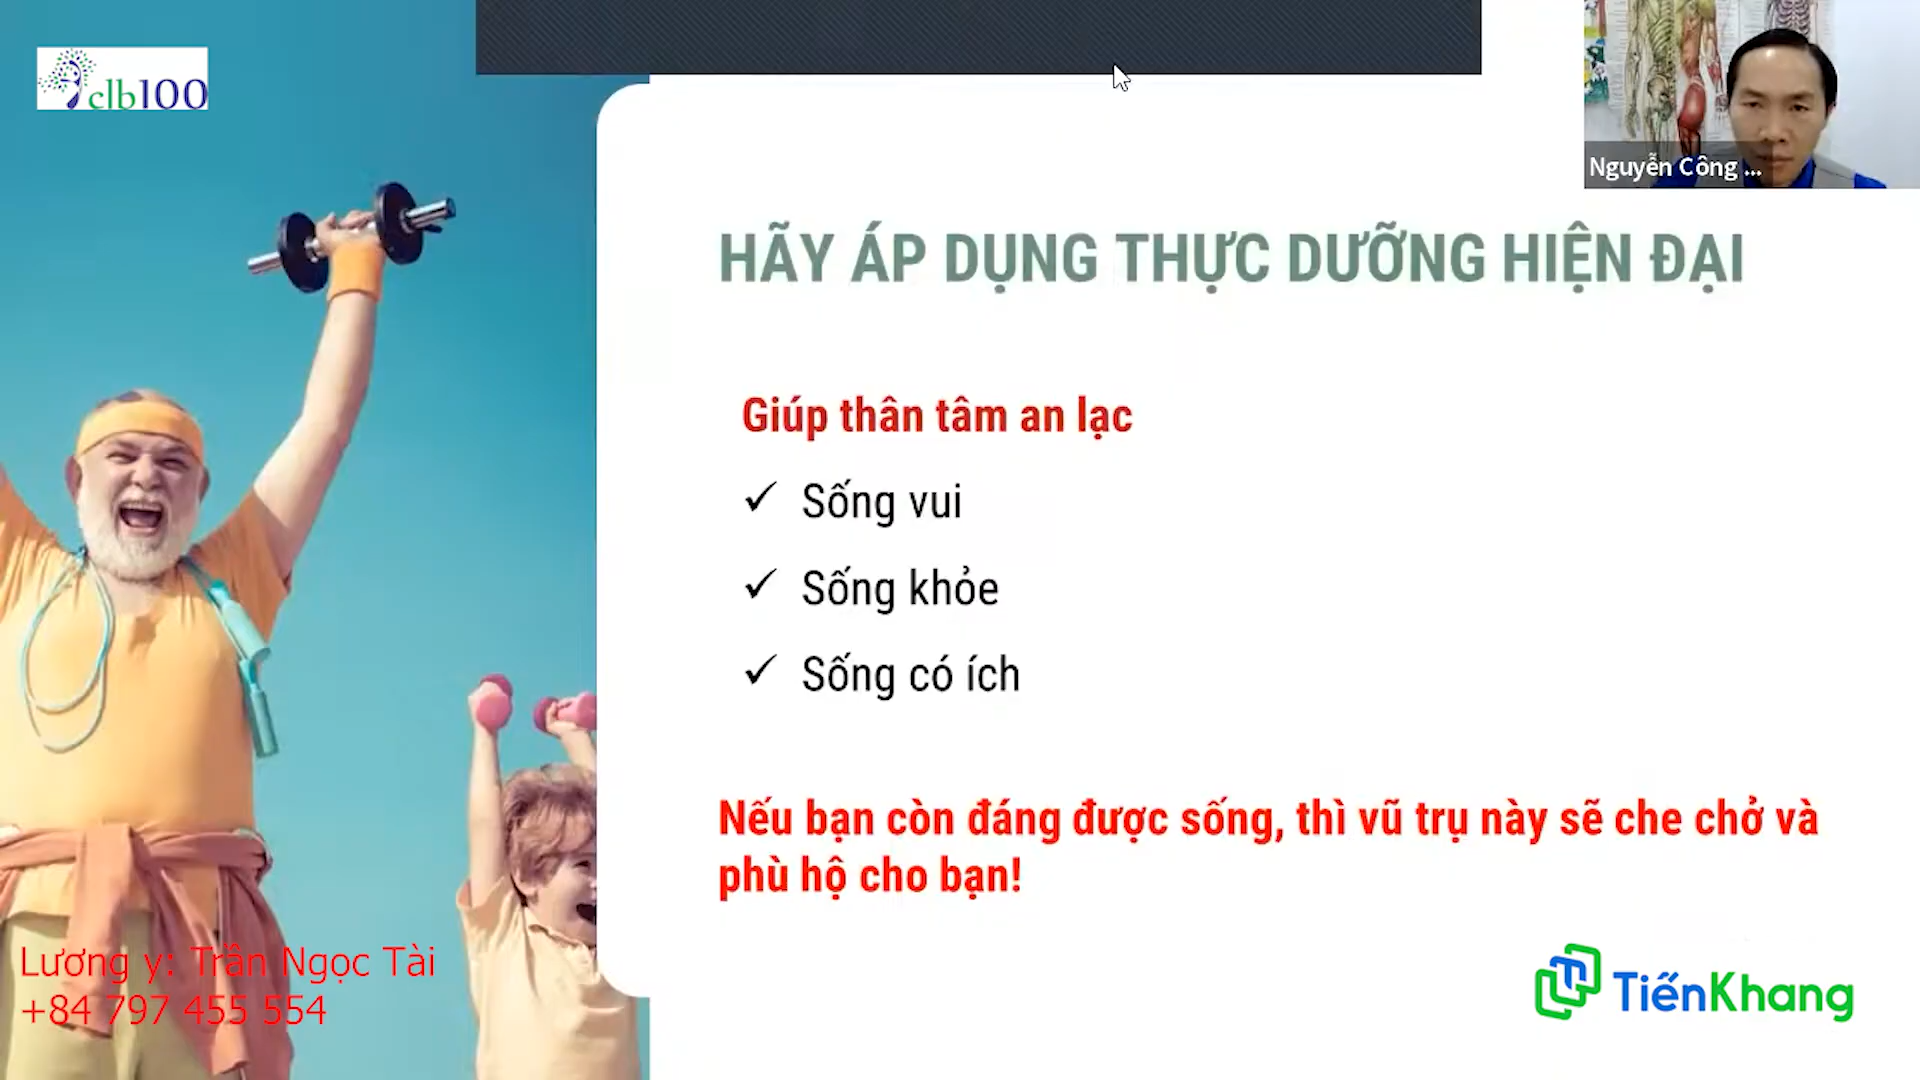 clb100
Nguyễn Công ...
HÃY ÁP DỤNG THỰC DƯỠNG HIỆN ĐẠI
Giúp thân tâm an lạc
✓ Sống vui
✓ Sống khỏe
✓ Sống có ích
Nếu bạn còn đáng được sống, thì vũ trụ này sẽ che chở và
phù hộ cho bạn!
Lương y: Trần Ngọc Tài
+84 797 455 554
TiếnKhang